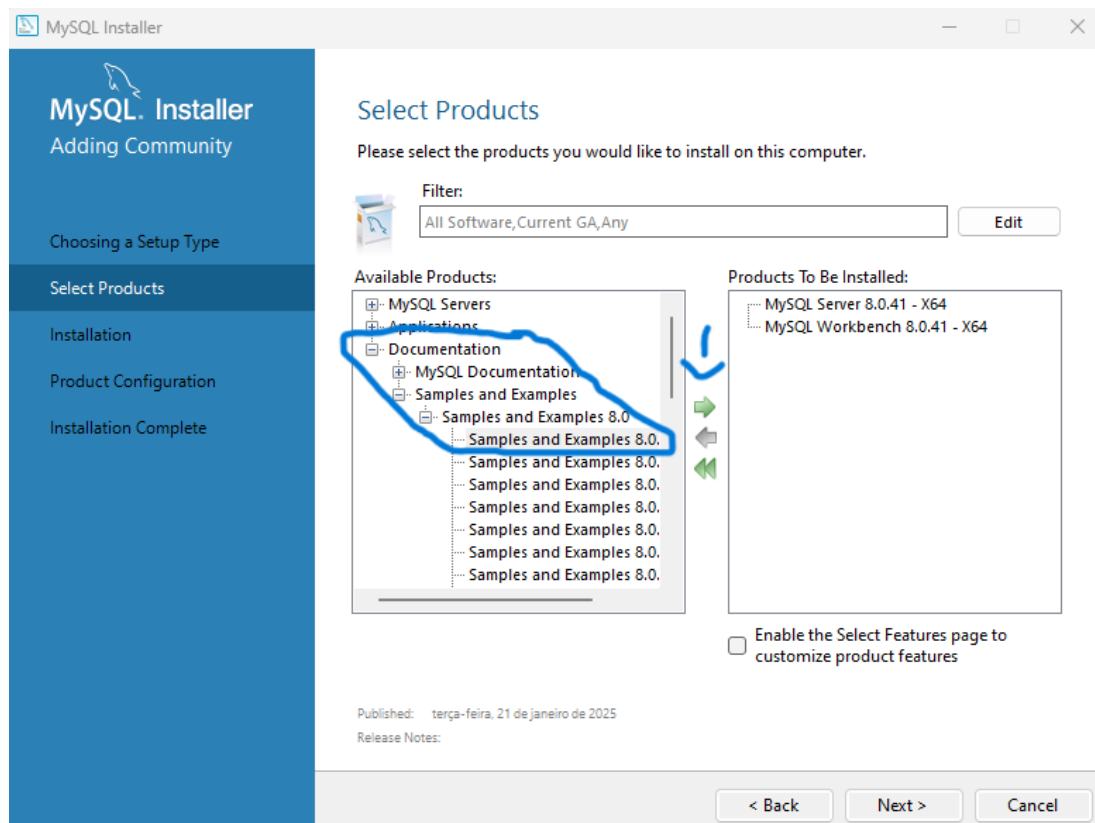 MySQL Installer
MySQL. Installer
Adding Community
Choosing a Setup Type
Select Products
Installation
Product Configuration
Installation Complete
Select Products
Please select the products you would like to install on this computer.
Filter:
All Software,Current GA,Any
Edit
Available Products:
MySQL Servers
Applications
Documentation
MySQL Documentation
Samples and Examples
Samples and Examples 8.0
Samples and Examples 8.0.
Samples and Examples 8.0.
Samples and Examples 8.0.
Samples and Examples 8.0.
Samples and Examples 8.0.
Samples and Examples 8.0.
Samples and Examples 8.0.
Products To Be Installed:
MySQL Server 8.0.41 - X64
MySQL Workbench 8.0.41 - X64
Enable the Select Features page to
customize product features
Published: terça-feira, 21 de janeiro de 2025
Release Notes:
< Back
Next >
Cancel